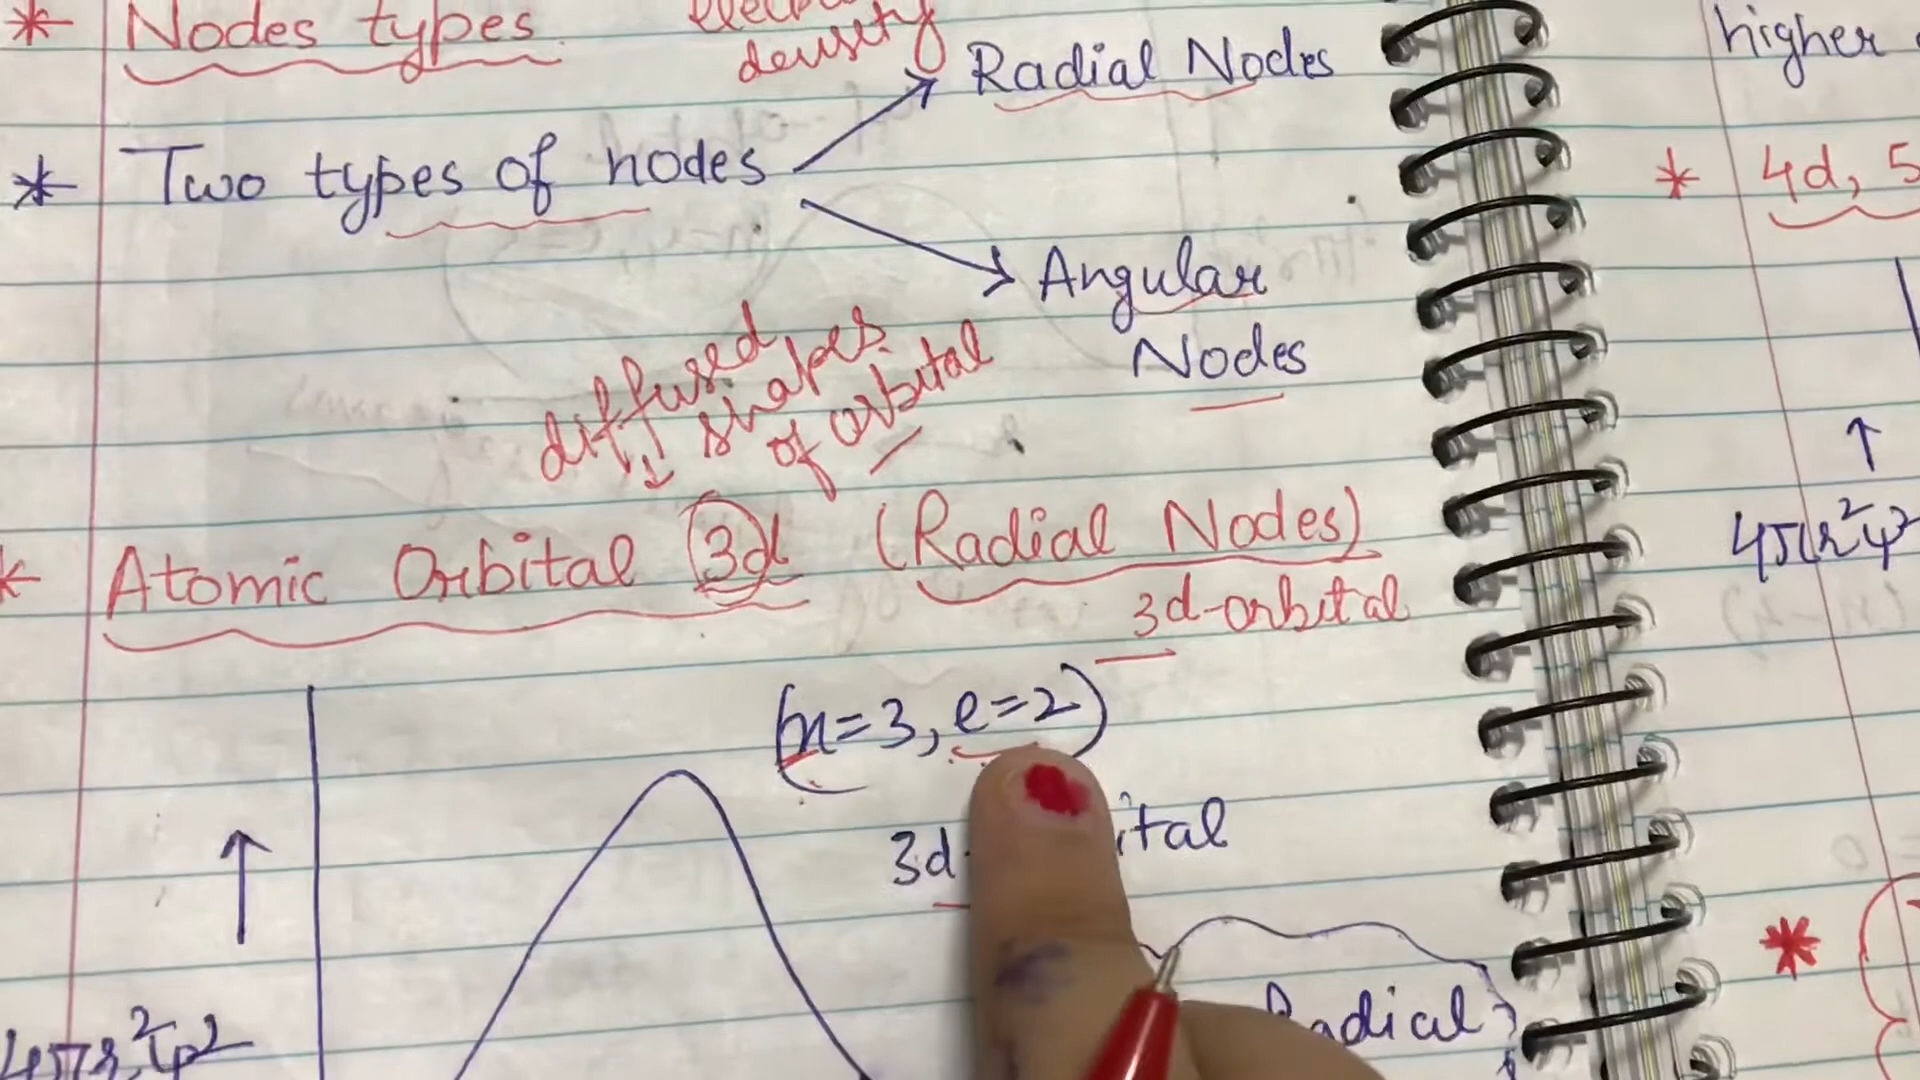 * Nodes types
density
* Two types of nodes
Radial Nodes
Angular
Nodes
diffused
shapes
of orbital
* Atomic Orbital 3d (Radial Nodes)
3d-orbital
(n=3, e=2)
3d
ital
4πr²ψ²
adial
higher
* 4d, 5
4πr²ψ²
*